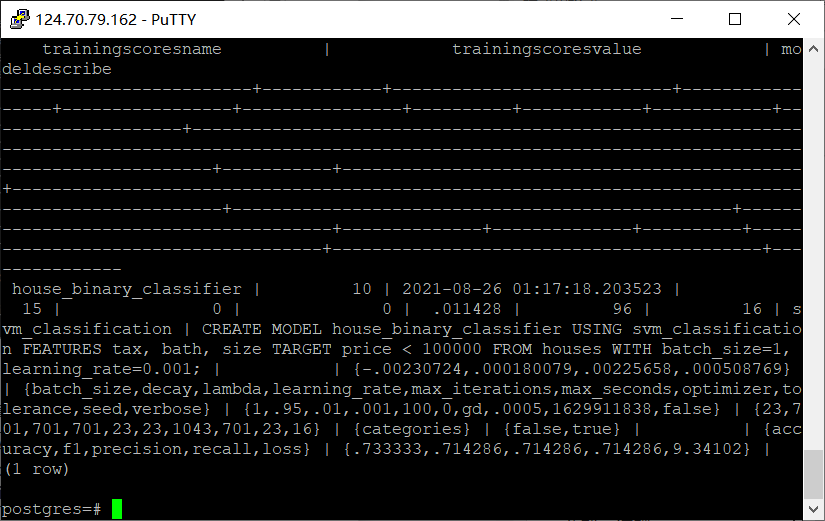 124.70.79.162 - PuTTY
    trainingscoresname          |            trainingscoresvalue            | mo
deldescribe
-------------------------+------------+----------------------------+------------
-----+-----------------+----------------+----------+------------+------------+--
------------------+-------------------------------------------------------------
--------------------------------------------------------------------------------
---------------------+-----------+----------------------------------------------
+-------------------------------------------------------------------------------
----------------------+--------------------------------------------------+------
---------------------------------+--------------+--------------+----------+-----
--------------------------------+-------------------------------------------+---
------------
 house_binary_classifier |         10 | 2021-08-26 01:17:18.203523 |
  15 |               0 |              0 |  .011428 |         96 |         16 | s
vm_classification | CREATE MODEL house_binary_classifier USING svm_classificatio
n FEATURES tax, bath, size TARGET price < 100000 FROM houses WITH batch_size=1,
learning_rate=0.001; |           | {-.00230724,.000180079,.00225658,.000508769}
| {batch_size,decay,lambda,learning_rate,max_iterations,max_seconds,optimizer,to
lerance,seed,verbose} | {1,.95,.01,.001,100,0,gd,.0005,1629911838,false} | {23,7
01,701,701,23,23,1043,701,23,16} | {categories} | {false,true} |          | {acc
uracy,f1,precision,recall,loss} | {.733333,.714286,.714286,.714286,9.34102} |
(1 row)
postgres=#